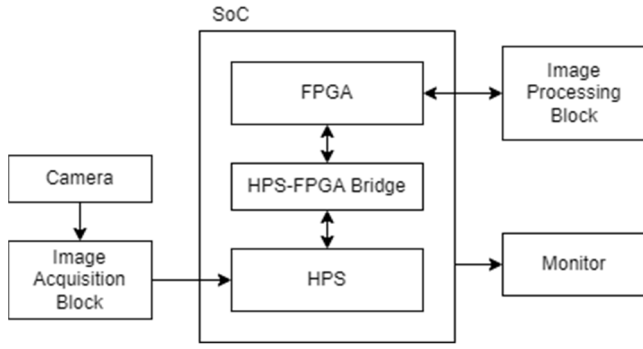 SoC
FPGA
Image
Processing
Block
Camera
HPS-FPGA Bridge
Image
Acquisition
Block
HPS
Monitor